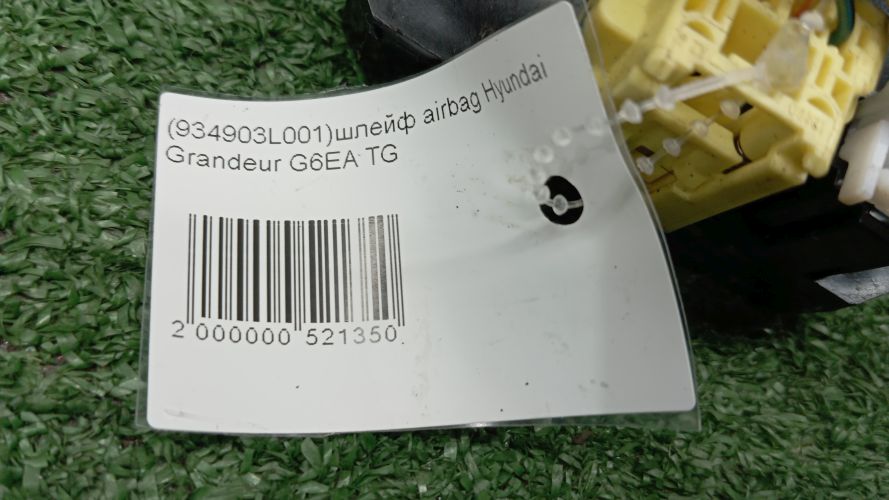 (934903L001)шлейф airbag Hyundai
Grandeur G6EA TG
2 000000 521350